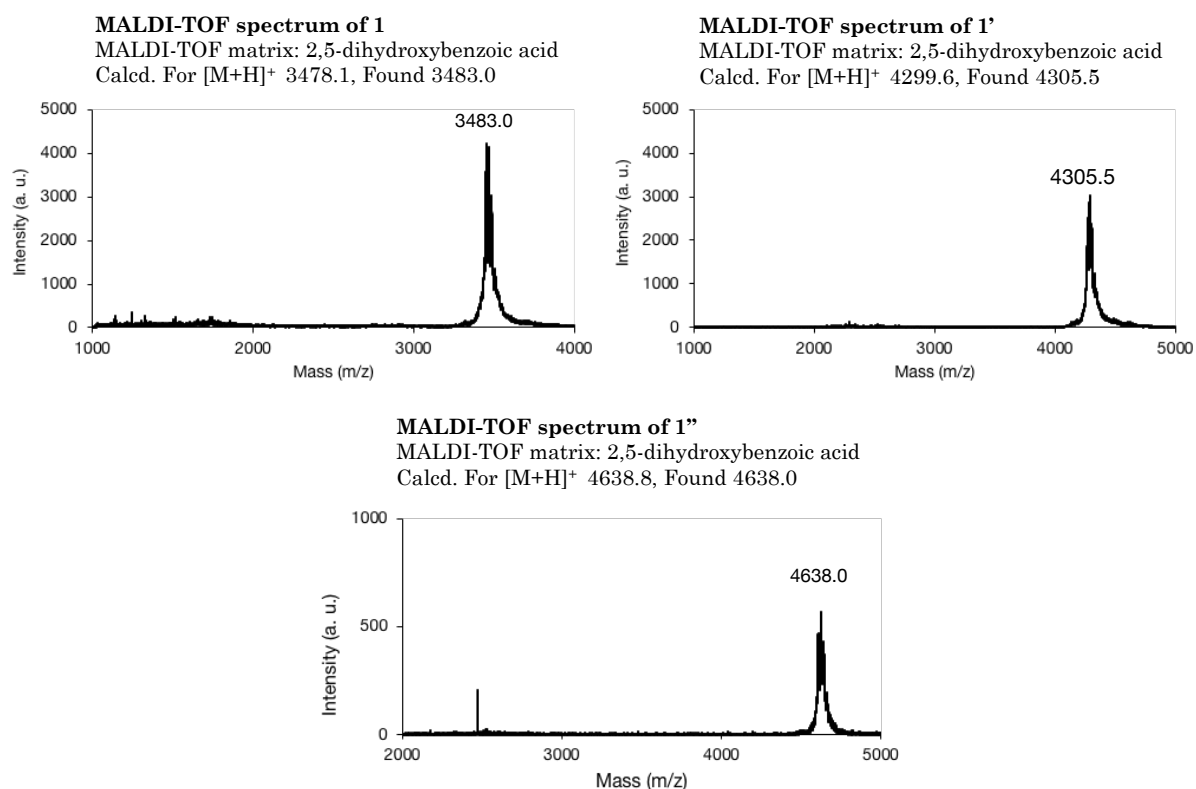 MALDI-TOF spectrum of 1
MALDI-TOF matrix: 2,5-dihydroxybenzoic acid
Calcd. For [M+H]+ 3478.1, Found 3483.0
5000
4000
3000
2000
1000
0
Intensity (a. u.)
3483.0
1000
2000
3000
4000
Mass (m/z)
MALDI-TOF spectrum of 1’
MALDI-TOF matrix: 2,5-dihydroxybenzoic acid
Calcd. For [M+H]+ 4299.6, Found 4305.5
5000
4000
3000
2000
1000
0
Intensity (a. u.)
4305.5
1000
2000
3000
4000
5000
Mass (m/z)
MALDI-TOF spectrum of 1”
MALDI-TOF matrix: 2,5-dihydroxybenzoic acid
Calcd. For [M+H]+ 4638.8, Found 4638.0
1000
500
0
Intensity (a. u.)
4638.0
2000
3000
4000
5000
Mass (m/z)